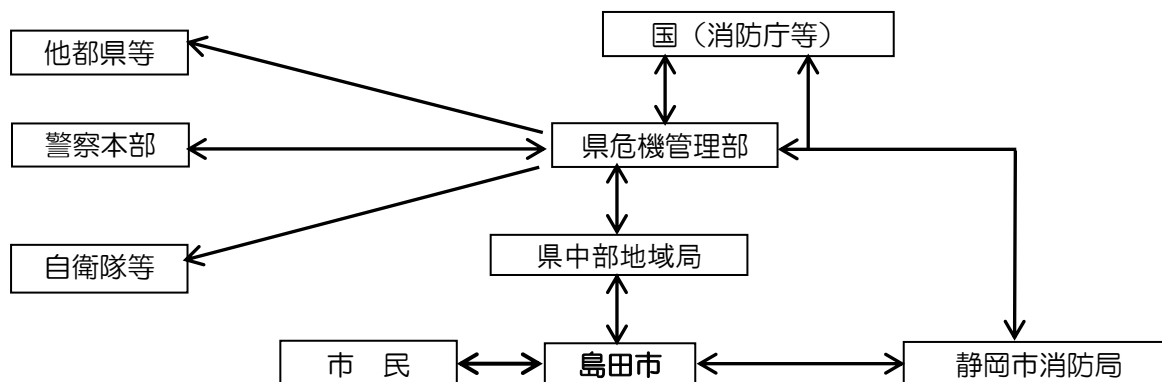 国（消防庁等）
他都県等
警察本部
県危機管理部
県中部地域局
自衛隊等
市　民
島田市
静岡市消防局